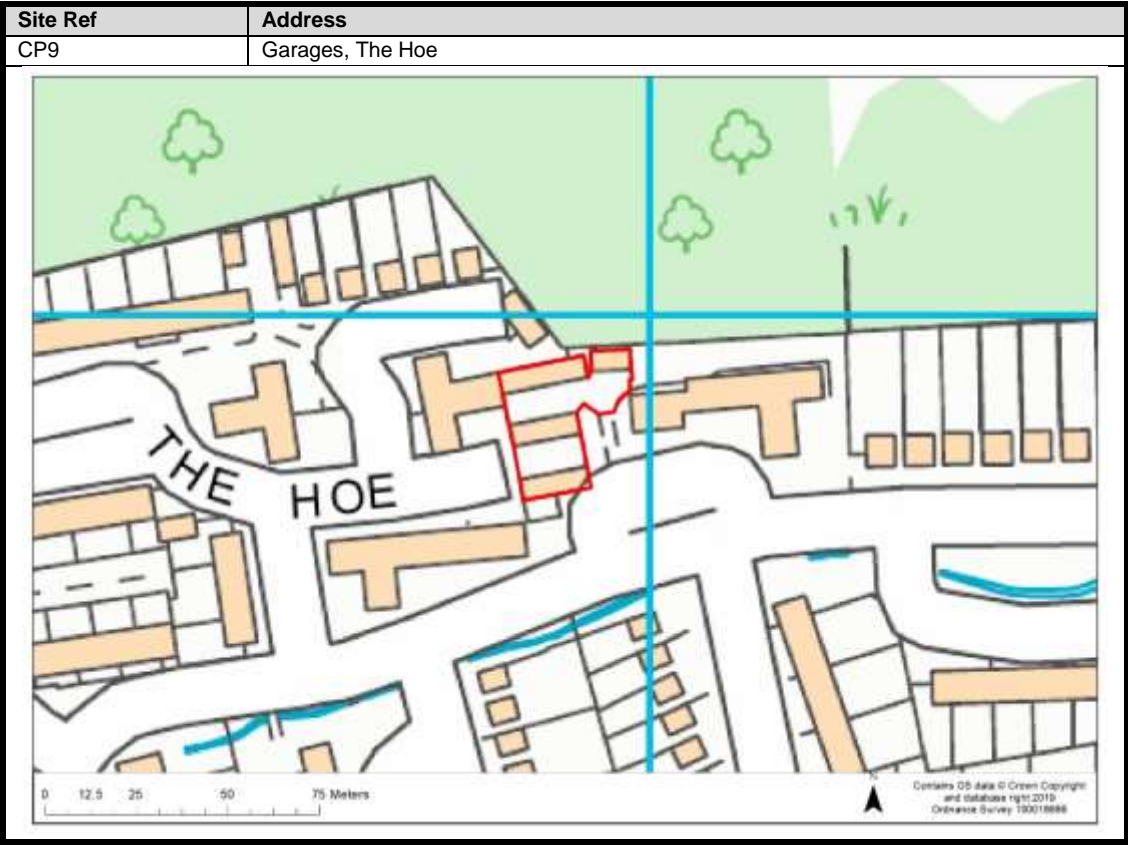 Site Ref Address
CP9 Garages, The Hoe
THE HOE
0 12.5 25 50 75 Meters
N
Contains OS data © Crown Copyright
and database right 2019
Ordnance Survey 100018686